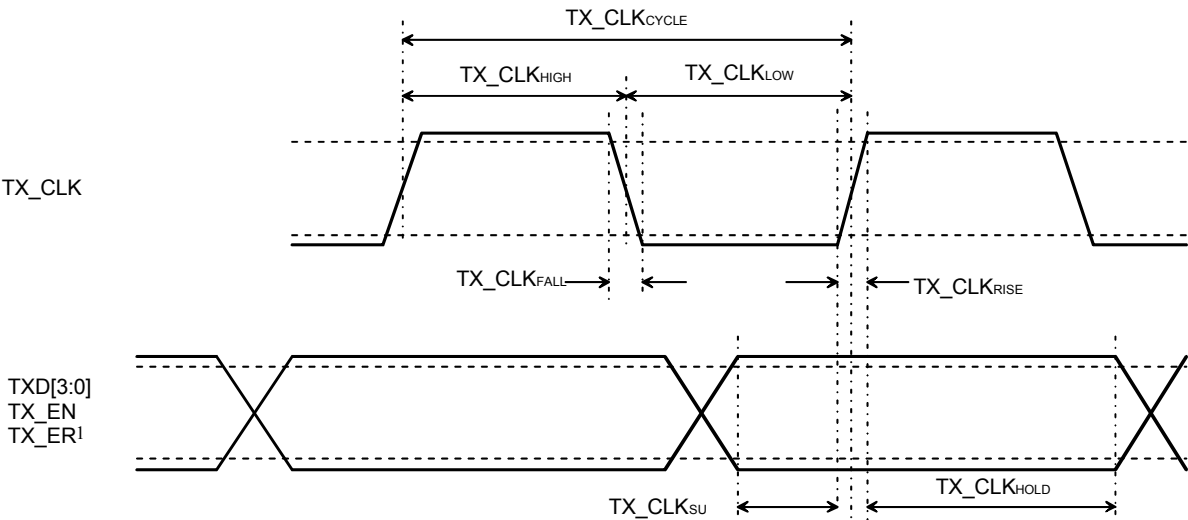 TX_CLKCYCLE
TX_CLKHIGH
TX_CLKLOW
TX_CLK
TX_CLKFALL
TX_CLKRISE
TXD[3:0]
TX_EN
TX_ER1
TX_CLKSU
TX_CLKHOLD